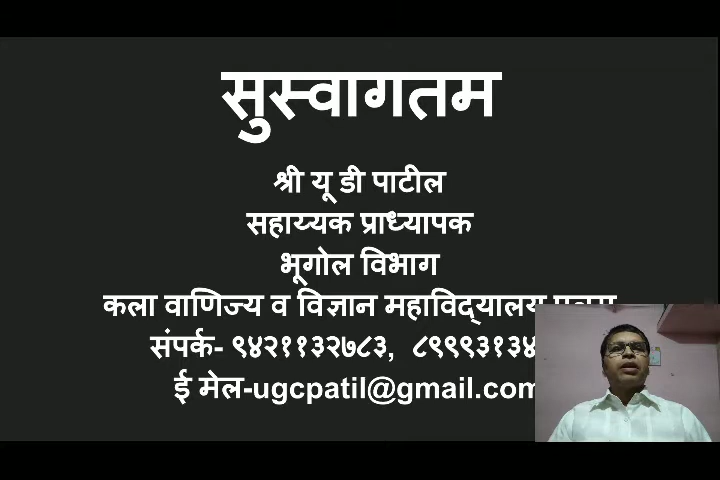 सुस्वागतम
श्री यू डी पाटील
सहाय्यक प्राध्यापक
भूगोल विभाग
कला वाणिज्य व विज्ञान महाविद्यालय
संपर्क- ९४२११३२७८३, ८९९९३१३४
ई मेल-ugcpatil@gmail.com